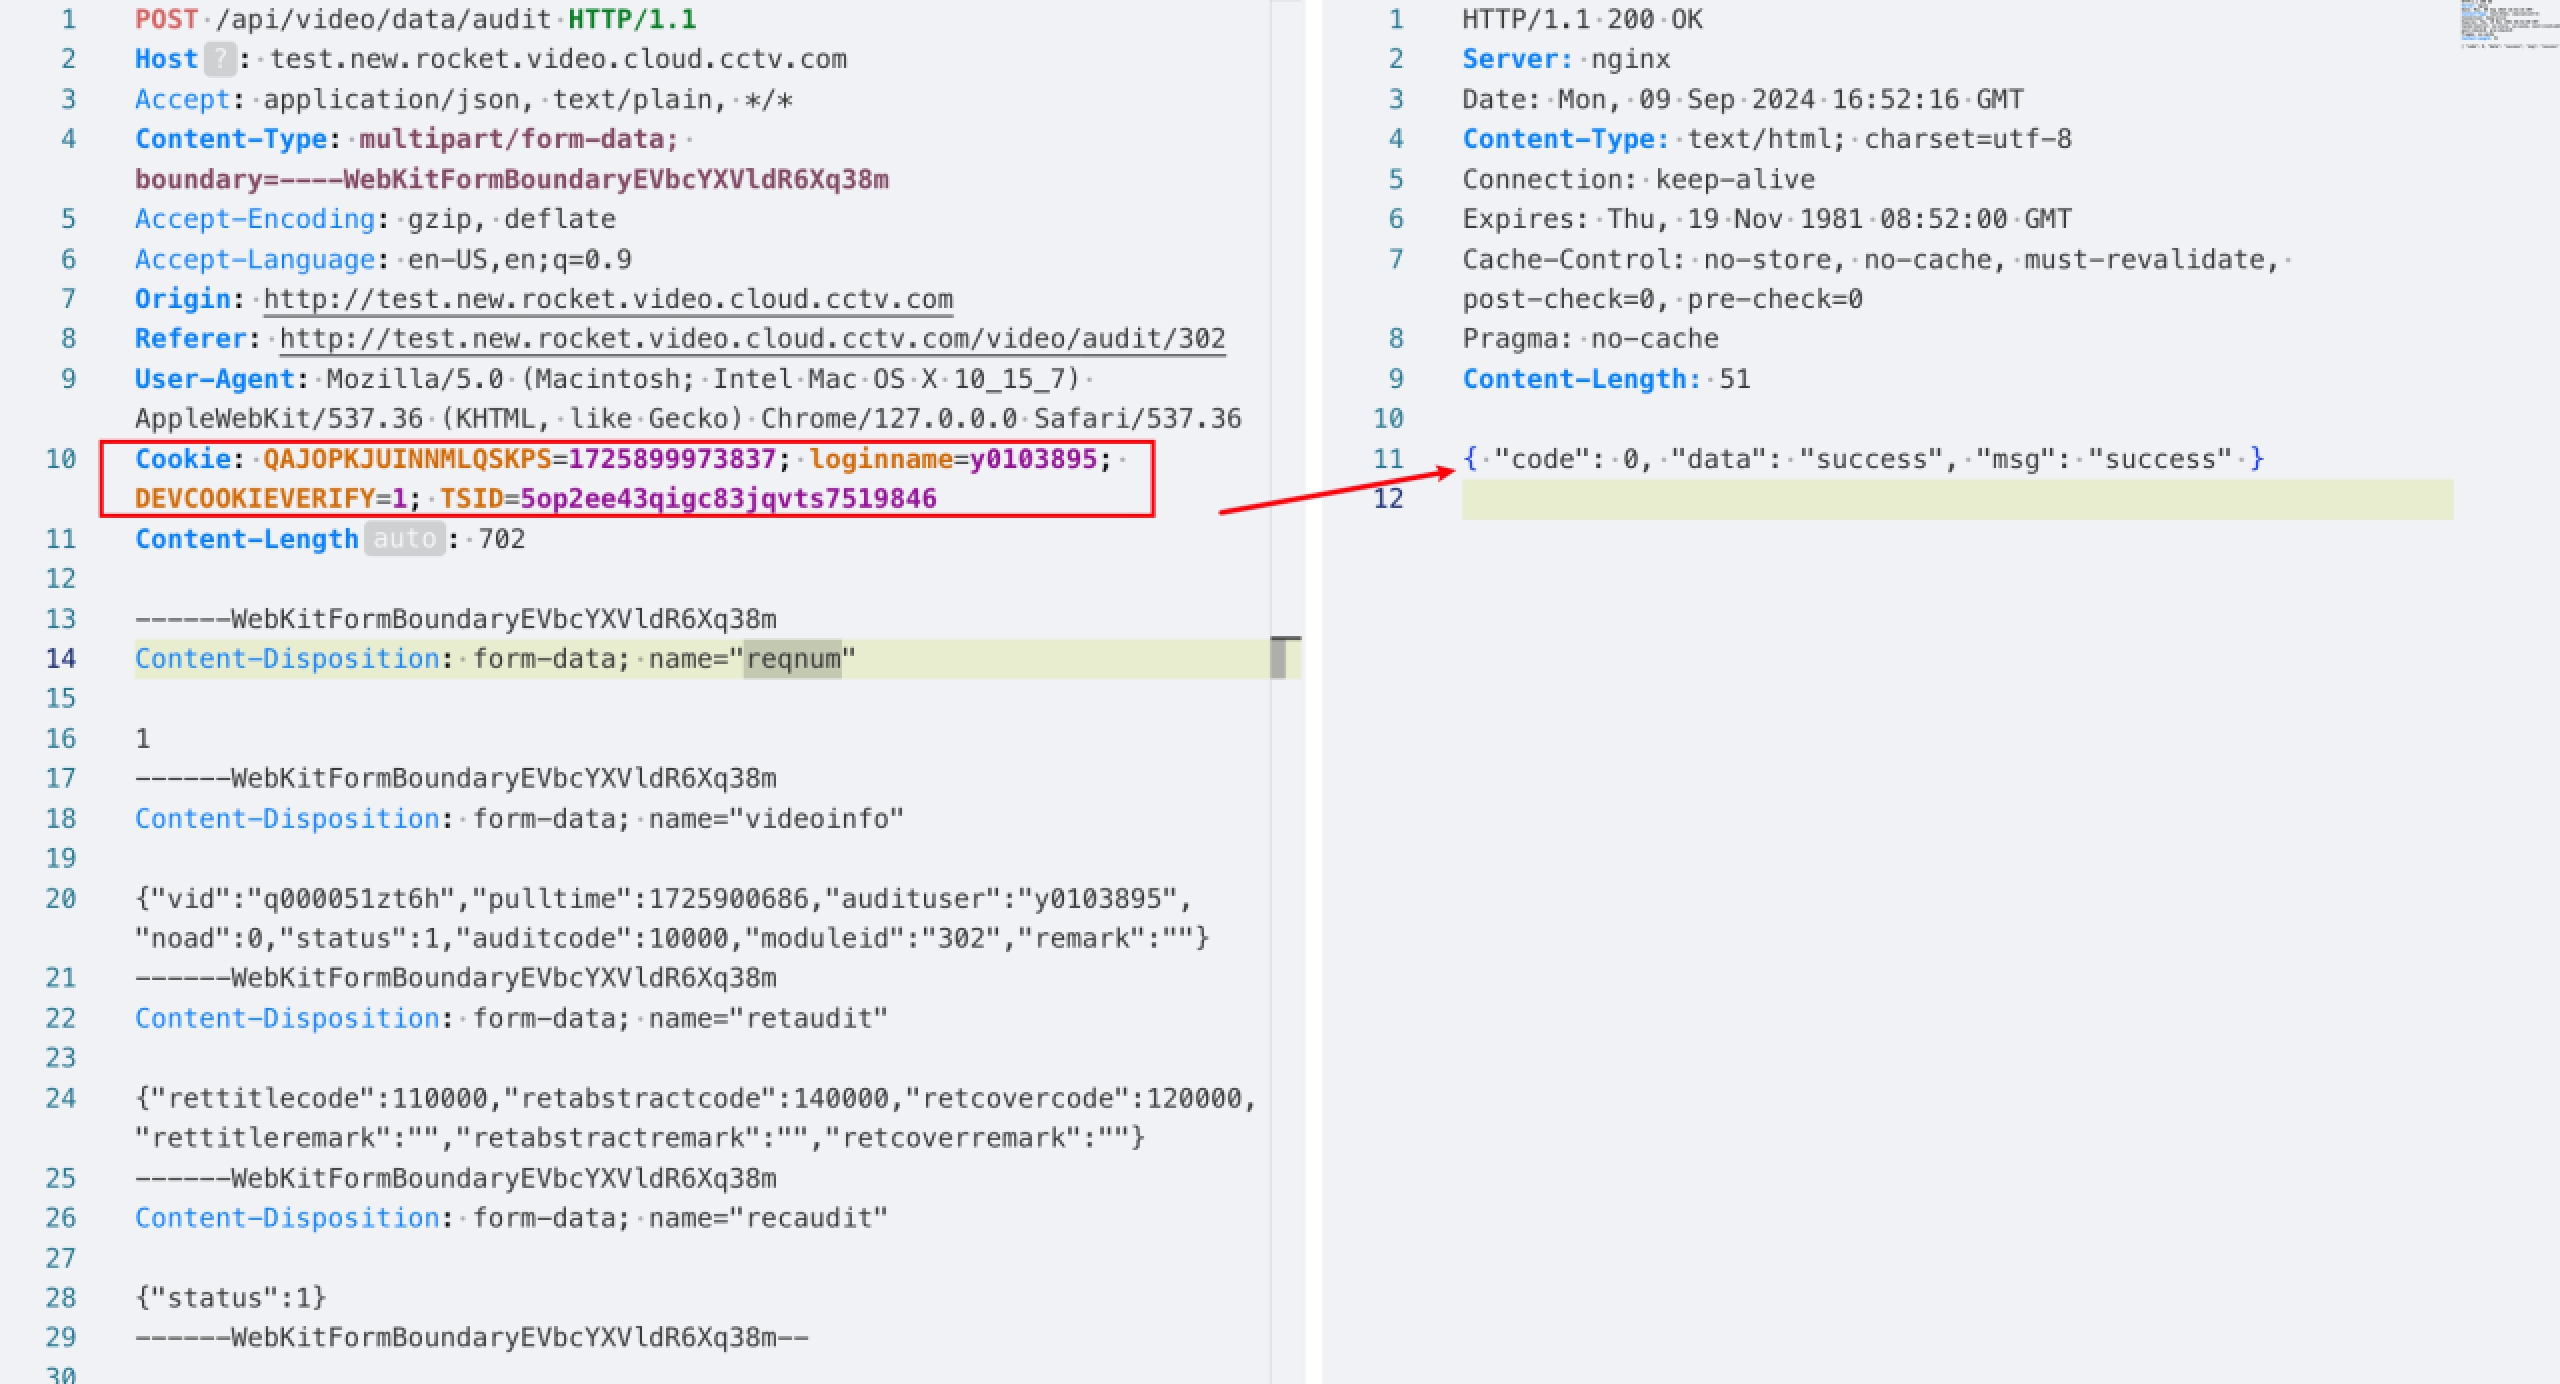 1 POST /api/video/data/audit HTTP/1.1
2 Host ? : test.new.rocket.video.cloud.cctv.com
3 Accept: application/json, text/plain, */*
4 Content-Type: multipart/form-data;
boundary=----WebKitFormBoundaryEVbcYXVldR6Xq38m
5 Accept-Encoding: gzip, deflate
6 Accept-Language: en-US,en;q=0.9
7 Origin: http://test.new.rocket.video.cloud.cctv.com
8 Referer: http://test.new.rocket.video.cloud.cctv.com/video/audit/302
9 User-Agent: Mozilla/5.0 (Macintosh; Intel Mac OS X 10_15_7)
AppleWebKit/537.36 (KHTML, like Gecko) Chrome/127.0.0.0 Safari/537.36
10 Cookie: QAJOPKJUINNMLQSKPS=1725899973837; loginname=y0103895;
DEVCOOKIEVERIFY=1; TSID=5op2ee43qigc83jqvts7519846
11 Content-Length auto : 702
12
13 ------WebKitFormBoundaryEVbcYXVldR6Xq38m
14 Content-Disposition: form-data; name="reqnum"
15
16 1
17 ------WebKitFormBoundaryEVbcYXVldR6Xq38m
18 Content-Disposition: form-data; name="videoinfo"
19
20 {"vid":"q000051zt6h","pulltime":1725900686,"audituser":"y0103895",
"noad":0,"status":1,"auditcode":10000,"moduleid":"302","remark":""}
21 ------WebKitFormBoundaryEVbcYXVldR6Xq38m
22 Content-Disposition: form-data; name="retaudit"
23
24 {"rettitlecode":110000,"retabstractcode":140000,"retcovercode":120000,
"rettitleremark":"","retabstractremark":"","retcoverremark":""}
25 ------WebKitFormBoundaryEVbcYXVldR6Xq38m
26 Content-Disposition: form-data; name="recaudit"
27
28 {"status":1}
29 ------WebKitFormBoundaryEVbcYXVldR6Xq38m--
30
1 HTTP/1.1 200 OK
2 Server: nginx
3 Date: Mon, 09 Sep 2024 16:52:16 GMT
4 Content-Type: text/html; charset=utf-8
5 Connection: keep-alive
6 Expires: Thu, 19 Nov 1981 08:52:00 GMT
7 Cache-Control: no-store, no-cache, must-revalidate,
post-check=0, pre-check=0
8 Pragma: no-cache
9 Content-Length: 51
10
11 { "code": 0, "data": "success", "msg": "success" }
12